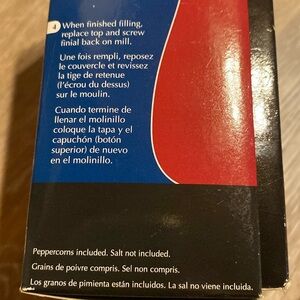 4 When finished filling,
replace top and screw
finial back on mill.
Une fois rempli, reposez
le couvercle et revissez
la tige de retenue
(l'écrou du dessus)
sur le moulin.
Cuando termine de
llenar el molinillo
coloque la tapa y el
capuchón (botón
superior) de nuevo
en el molinillo.
Peppercorns included. Salt not included.
Grains de poivre compris. Sel non compris.
Los granos de pimienta están incluidos. La sal no viene incluida.